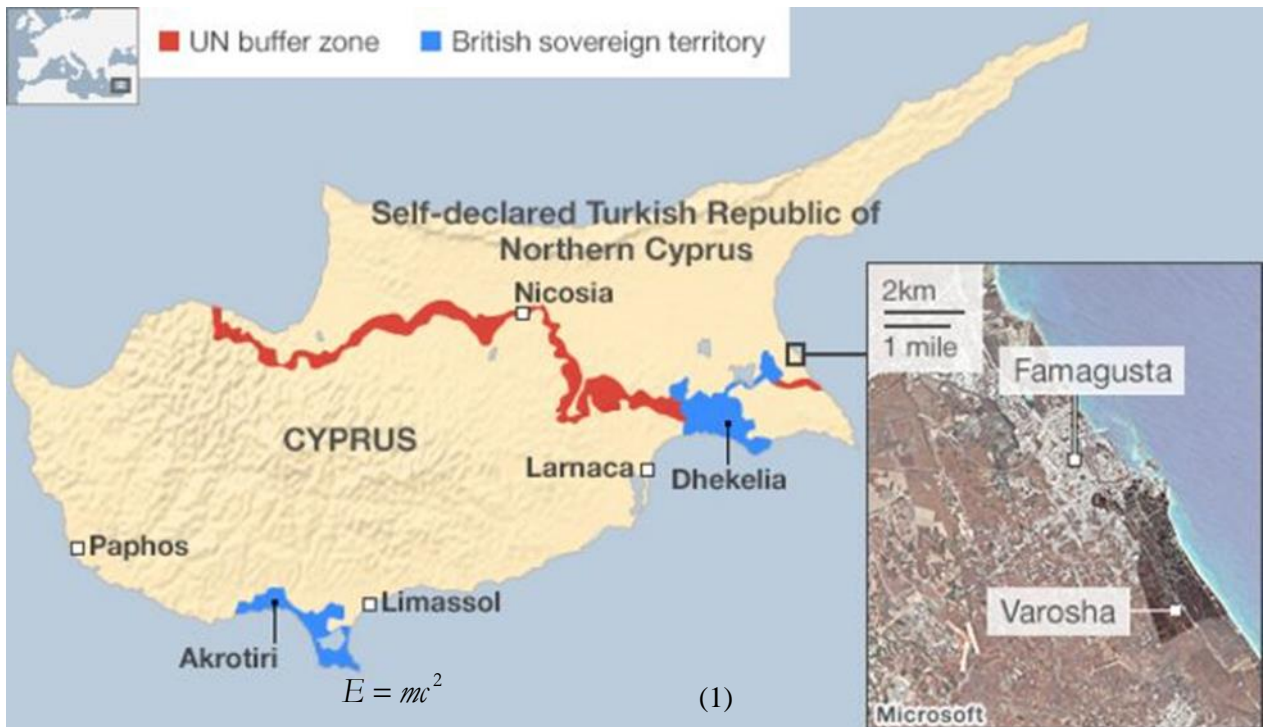 UN buffer zone
British sovereign territory
Self-declared Turkish Republic of
Northern Cyprus
Nicosia
2km
1 mile
Famagusta
CYPRUS
Larnaca
Dhekelia
Paphos
Limassol
Varosha
Akrotiri
E = mc²
(1)
Microsoft